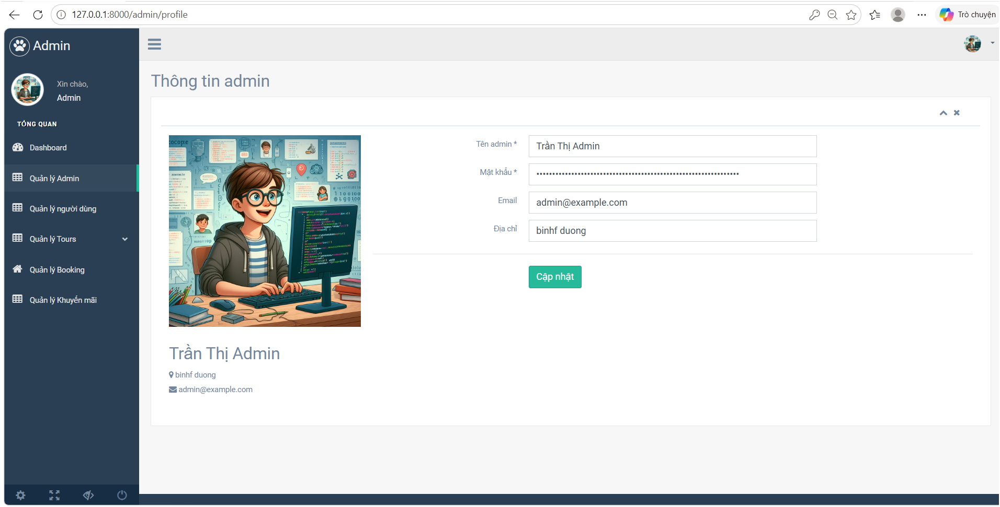 127.0.0.1:8000/admin/profile
Trò chuyện
Admin
Xin chào,
Admin
TỔNG QUAN
Dashboard
Quản lý Admin
Quản lý người dùng
Quản lý Tours
Quản lý Booking
Quản lý Khuyến mãi
Thông tin admin
Tên admin *
Trần Thị Admin
Mật khẩu *
••••••••••••••••••••••••••••••••••••••••••••••••••••••••••••••••
Email
admin@example.com
Địa chỉ
binhf duong
Cập nhật
Trần Thị Admin
binhf duong
admin@example.com